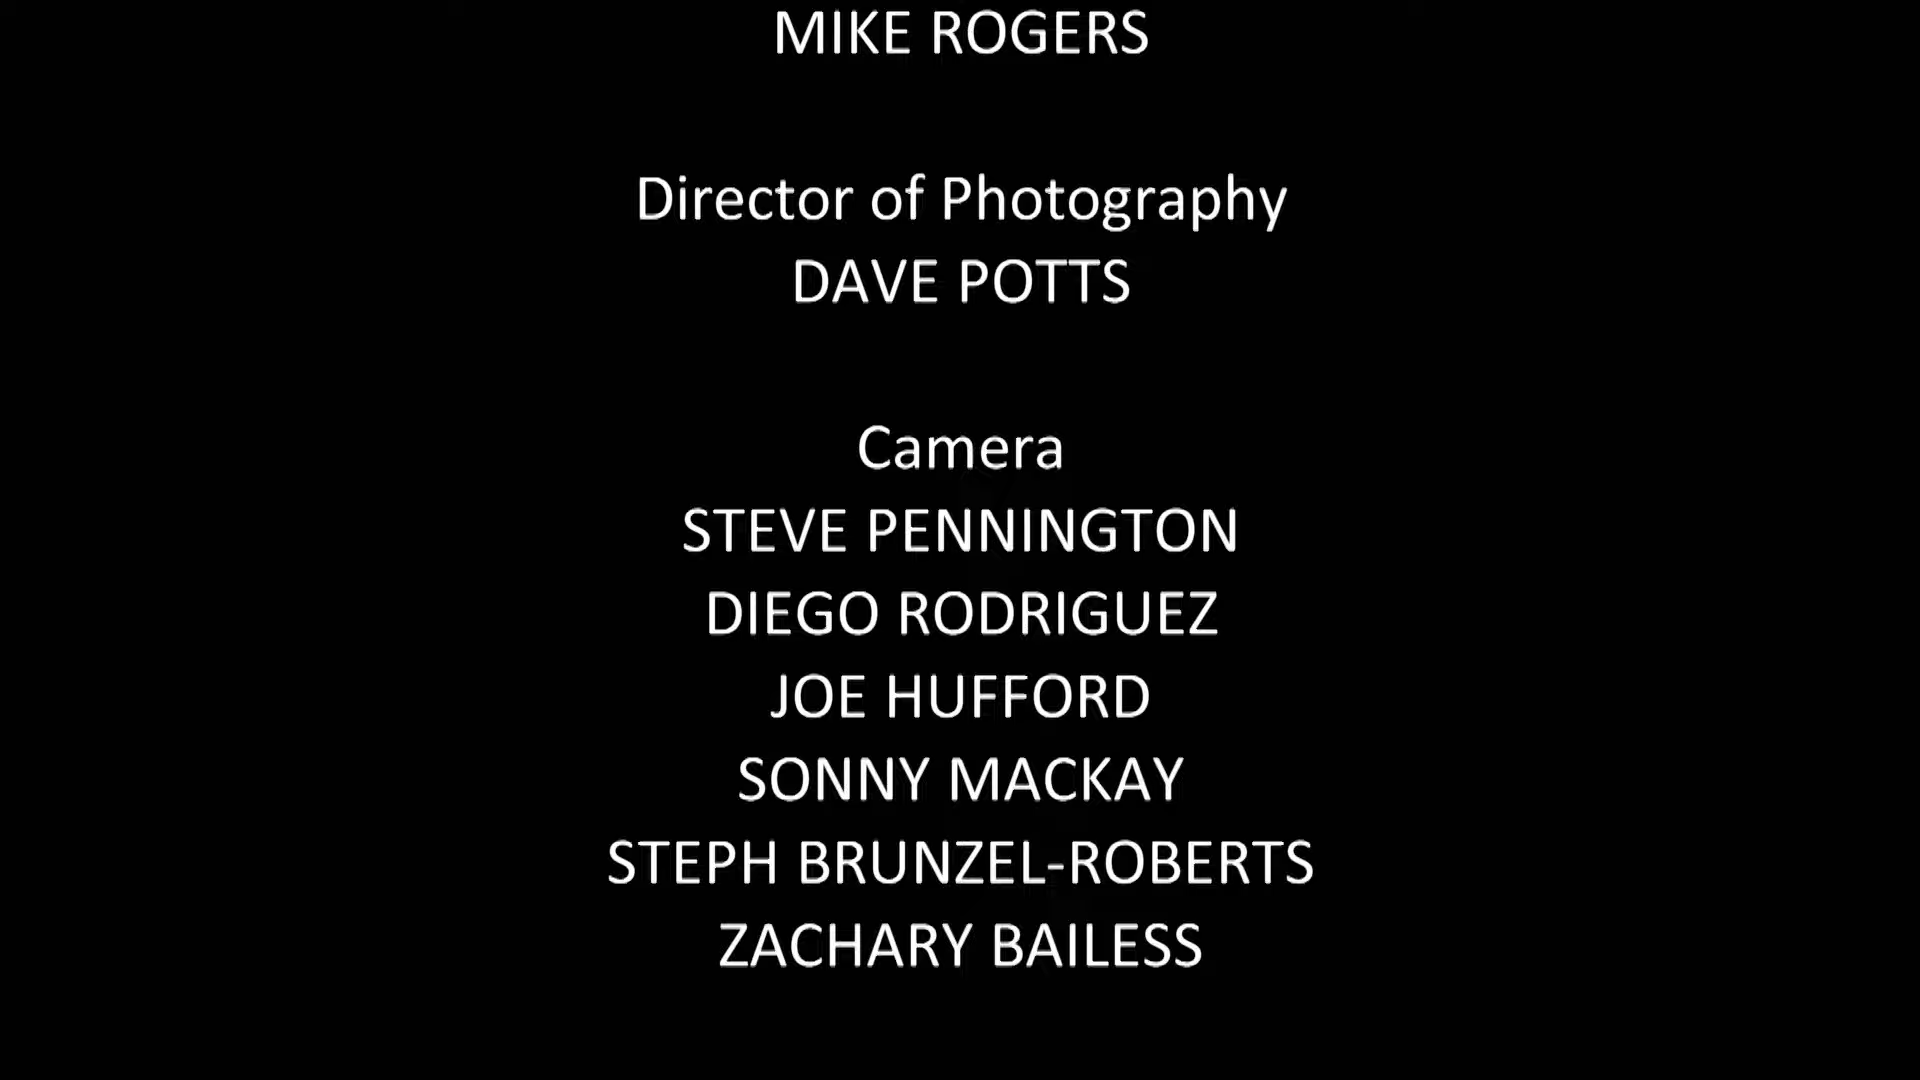 MIKE ROGERS
Director of Photography
DAVE POTTS
Camera
STEVE PENNINGTON
DIEGO RODRIGUEZ
JOE HUFFORD
SONNY MACKAY
STEPH BRUNZEL-ROBERTS
ZACHARY BAILESS